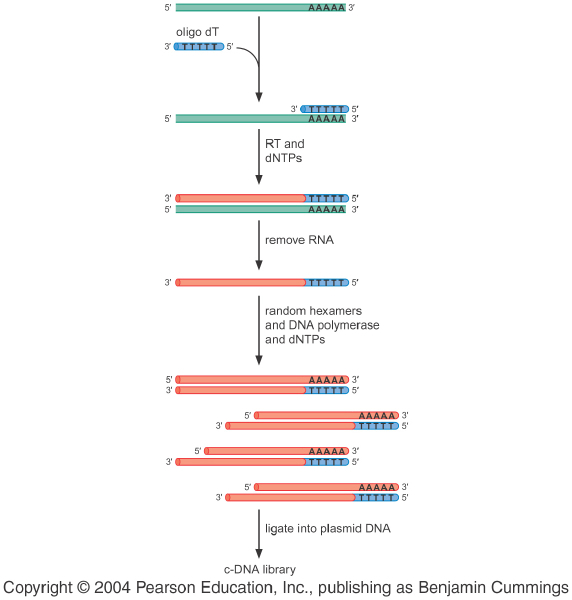 5′ AAAAA 3′
oligo dT
3′ TTTTT 5′
3′ TTTTT 5′
5′ AAAAA 3′
RT and
dNTPs
3′ TTTTT 5′
5′ AAAAA 3′
remove RNA
3′ TTTTT 5′
random hexamers
and DNA polymerase
and dNTPs
5′ AAAAA 3′
3′ TTTTT 5′
5′ AAAAA 3′
3′ TTTTT 5′
5′ AAAAA 3′
3′ TTTTT 5′
5′ AAAAA 3′
3′ TTTTT 5′
ligate into plasmid DNA
c-DNA library
Copyright © 2004 Pearson Education, Inc., publishing as Benjamin Cummings